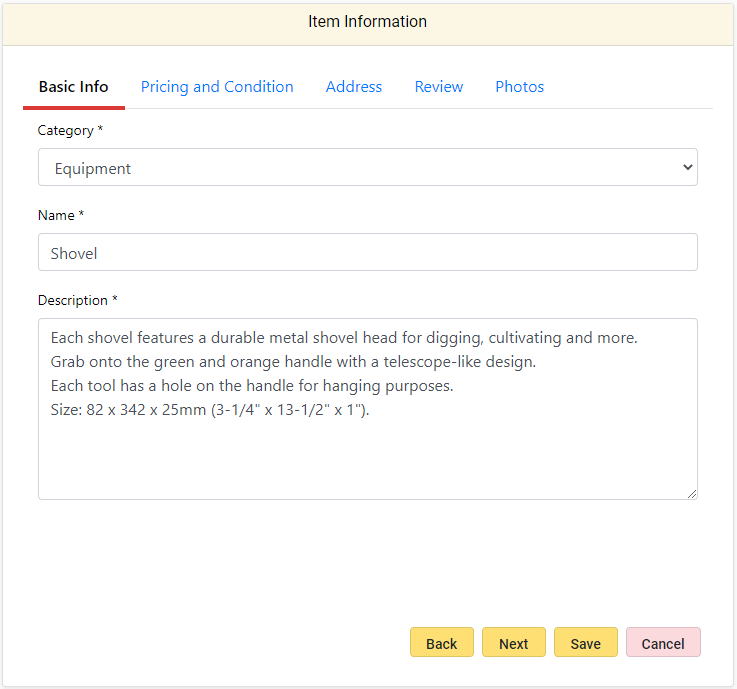 Item Information
Basic Info Pricing and Condition Address Review Photos
Category *
Equipment
Name *
Shovel
Description *
Each shovel features a durable metal shovel head for digging, cultivating and more.
Grab onto the green and orange handle with a telescope-like design.
Each tool has a hole on the handle for hanging purposes.
Size: 82 x 342 x 25mm (3-1/4" x 13-1/2" x 1").
Back Next Save Cancel